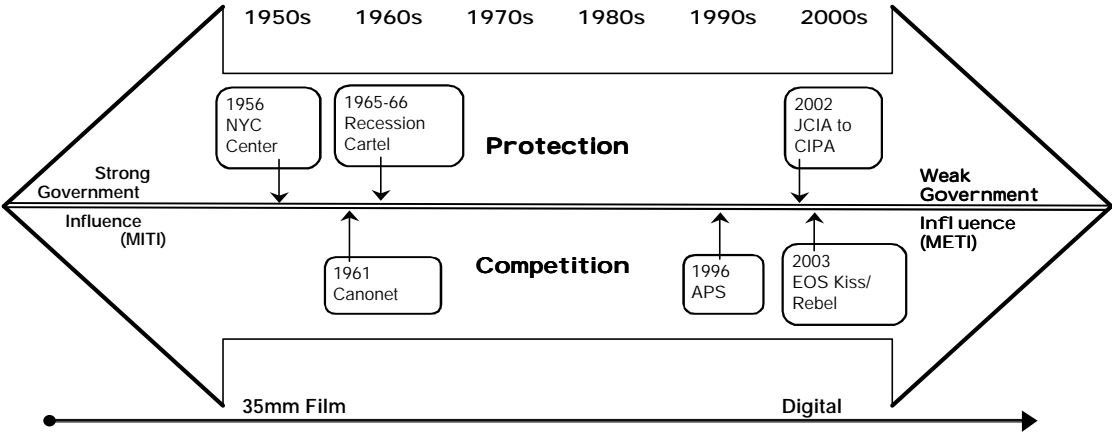 1950s 1960s 1970s 1980s 1990s 2000s
1956
NYC
Center
1965-66
Recession
Cartel
Protection
2002
JCIA to
CIPA
Strong
Government
Influence
(MITI)
Weak
Government
Influence
(METI)
1961
Canonet
Competition
1996
APS
2003
EOS Kiss/
Rebel
35mm Film
Digital